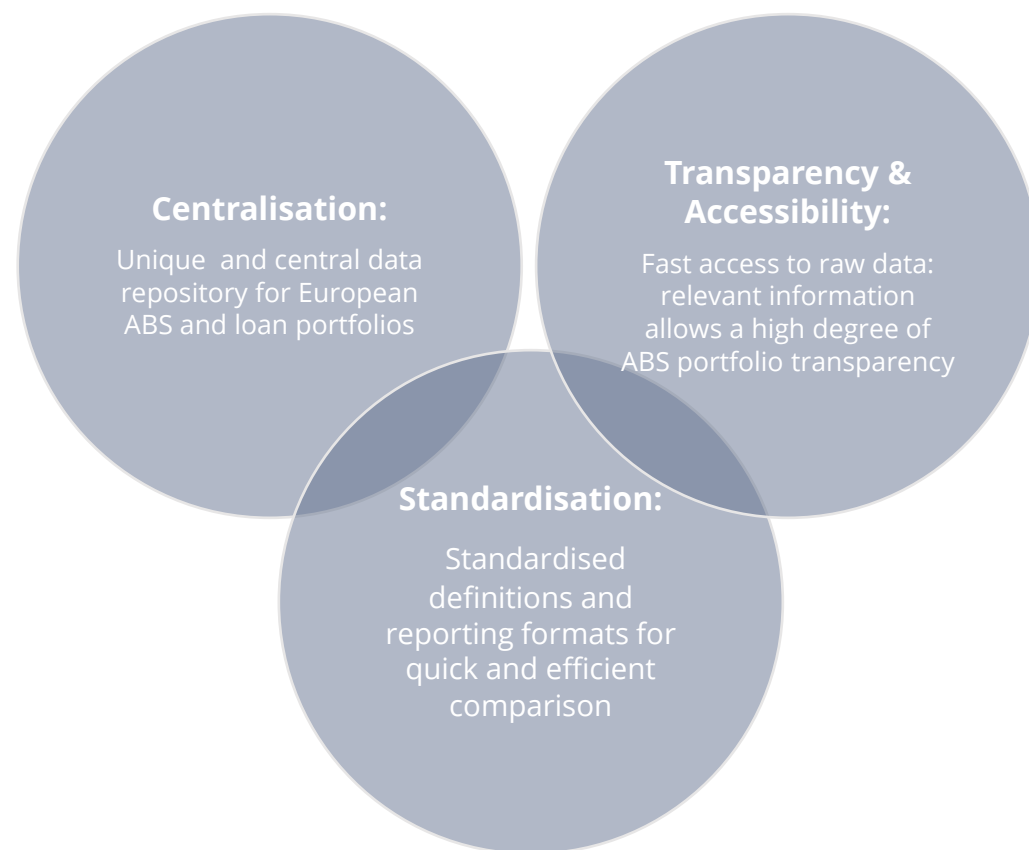 Centralisation:
Unique  and central data
repository for European
ABS and loan portfolios
Transparency &
Accessibility:
Fast access to raw data:
relevant information
allows a high degree of
ABS portfolio transparency
Standardisation:
Standardised
definitions and
reporting formats for
quick and efficient
comparison